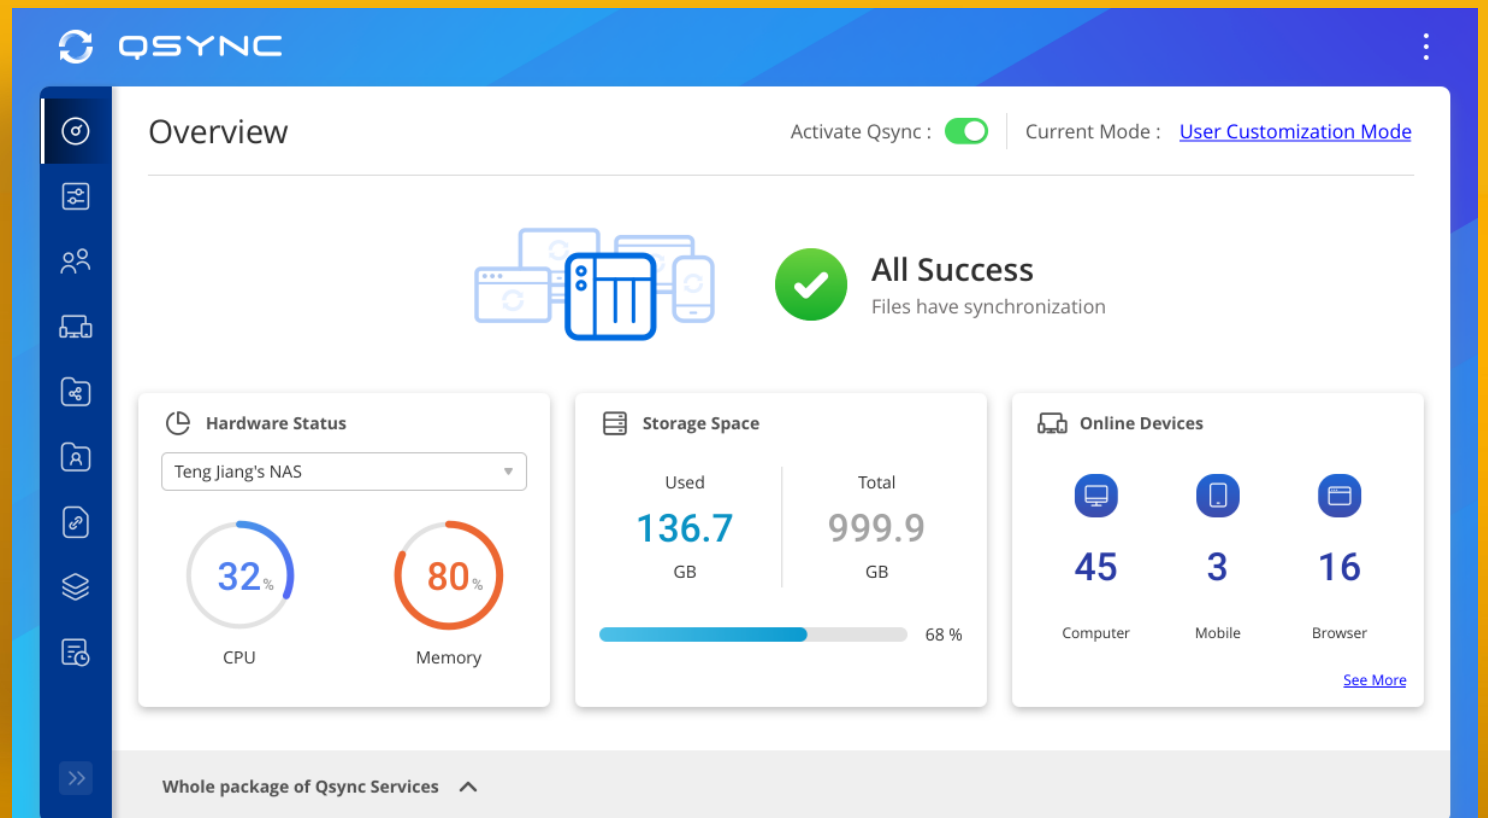 QSYNC
Overview
Activate Qsync :
Current Mode :
User Customization Mode
All Success
Files have synchronization
Hardware Status
Teng Jiang's NAS
32%
CPU
80%
Memory
Storage Space
Used
136.7
GB
Total
999.9
GB
68 %
Online Devices
45
Computer
3
Mobile
16
Browser
See More
Whole package of Qsync Services